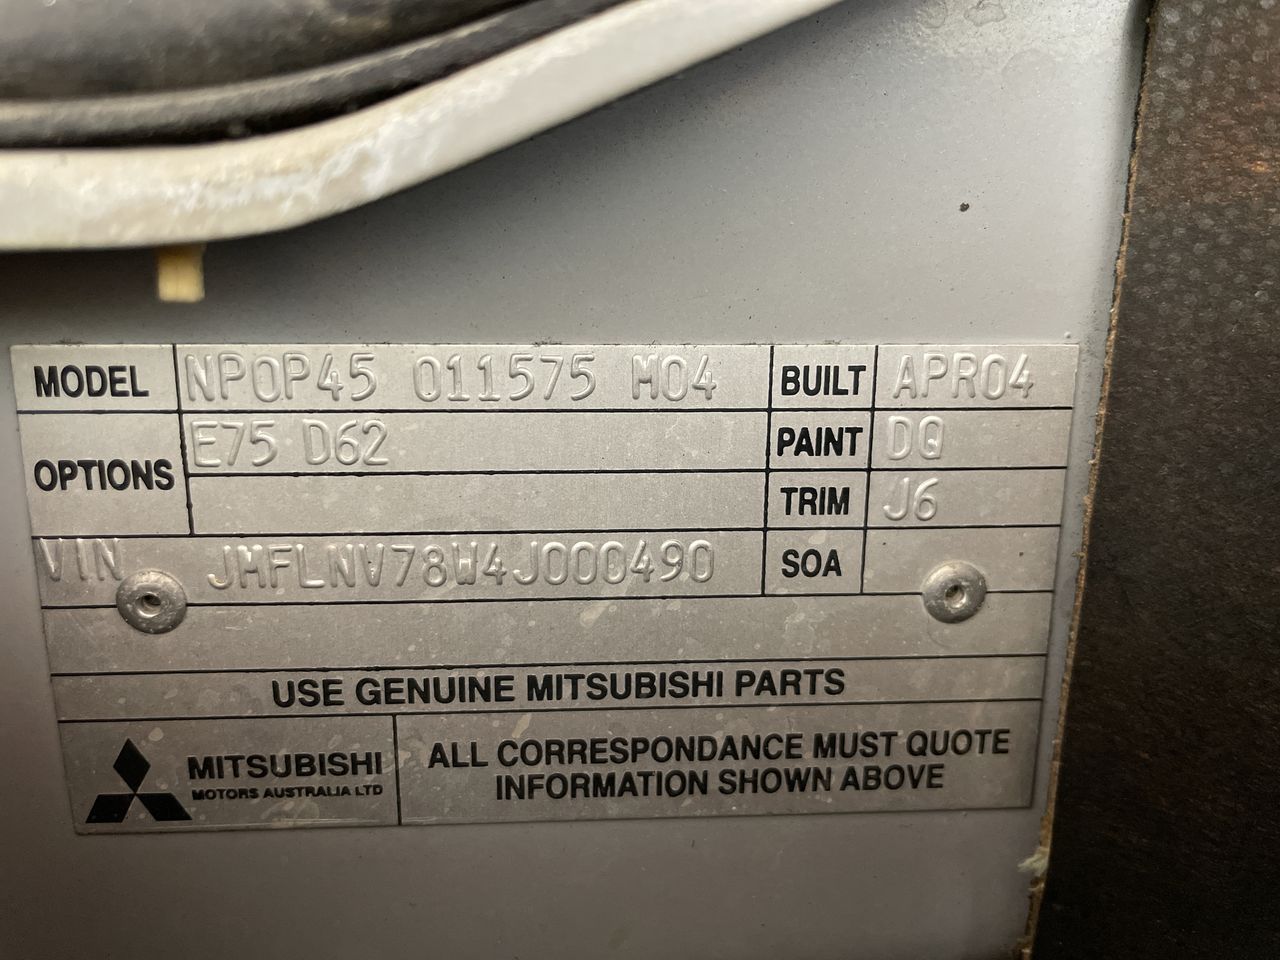 MODEL NP0P45 011575 M04 BUILT APR04
OPTIONS E75 D62 PAINT DQ
TRIM J6
VIN JMFLNV78W4J000490 SOA
USE GENUINE MITSUBISHI PARTS
MITSUBISHI
MOTORS AUSTRALIA LTD
ALL CORRESPONDANCE MUST QUOTE
INFORMATION SHOWN ABOVE